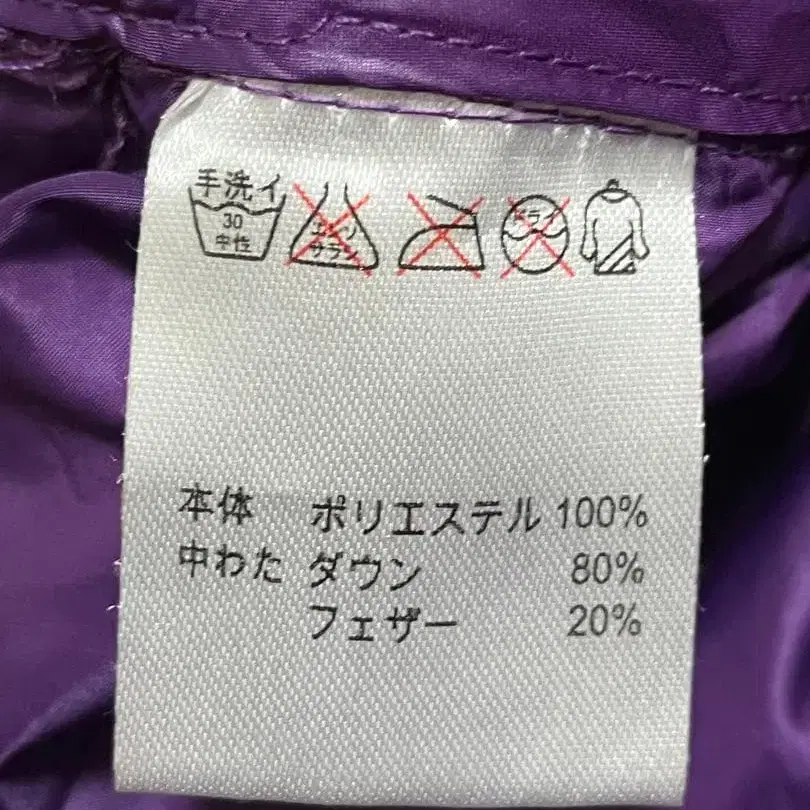 手洗イ
30
中性
エンソ
サラシ
ドライ
本体 ポリエステル 100%
中わた ダウン 80%
フェザー 20%